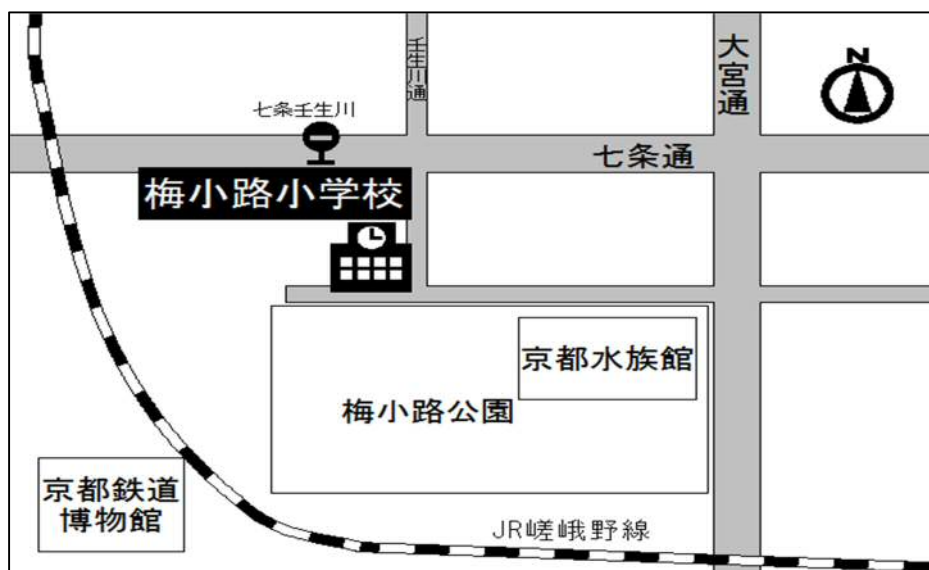 壬生川通
大宮通
N
七条壬生川
七条通
梅小路小学校
京都水族館
梅小路公園
京都鉄道
博物館
JR嵯峨野線